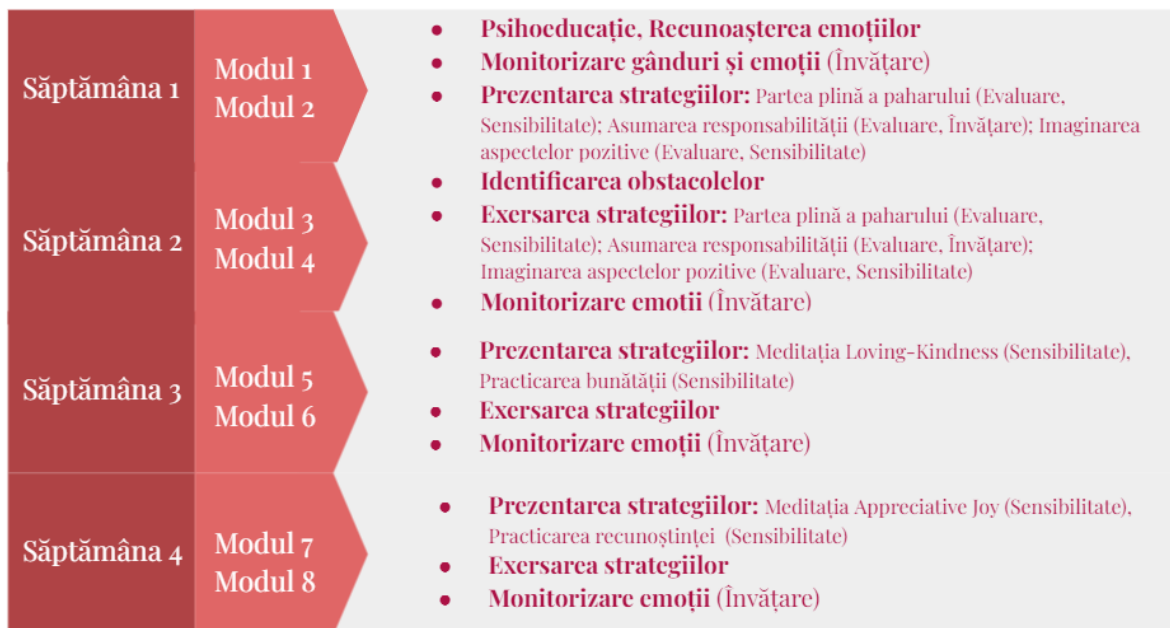 Săptămâna 1
Modul 1
Modul 2
● Psihoeducație, Recunoașterea emoțiilor
● Monitorizare gânduri și emoții (Învățare)
● Prezentarea strategiilor: Partea plină a paharului (Evaluare,
Sensibilitate); Asumarea responsabilității (Evaluare, Învățare); Imaginarea
aspectelor pozitive (Evaluare, Sensibilitate)
Săptămâna 2
Modul 3
Modul 4
● Identificarea obstacolelor
● Exersarea strategiilor: Partea plină a paharului (Evaluare,
Sensibilitate); Asumarea responsabilității (Evaluare, Învățare);
Imaginarea aspectelor pozitive (Evaluare, Sensibilitate)
● Monitorizare emotii (Învătare)
Săptămâna 3
Modul 5
Modul 6
● Prezentarea strategiilor: Meditația Loving-Kindness (Sensibilitate),
Practicarea bunătății (Sensibilitate)
● Exersarea strategiilor
● Monitorizare emoții (Învățare)
Săptămâna 4
Modul 7
Modul 8
● Prezentarea strategiilor: Meditația Appreciative Joy (Sensibilitate),
Practicarea recunoștinței (Sensibilitate)
● Exersarea strategiilor
● Monitorizare emoții (Învățare)